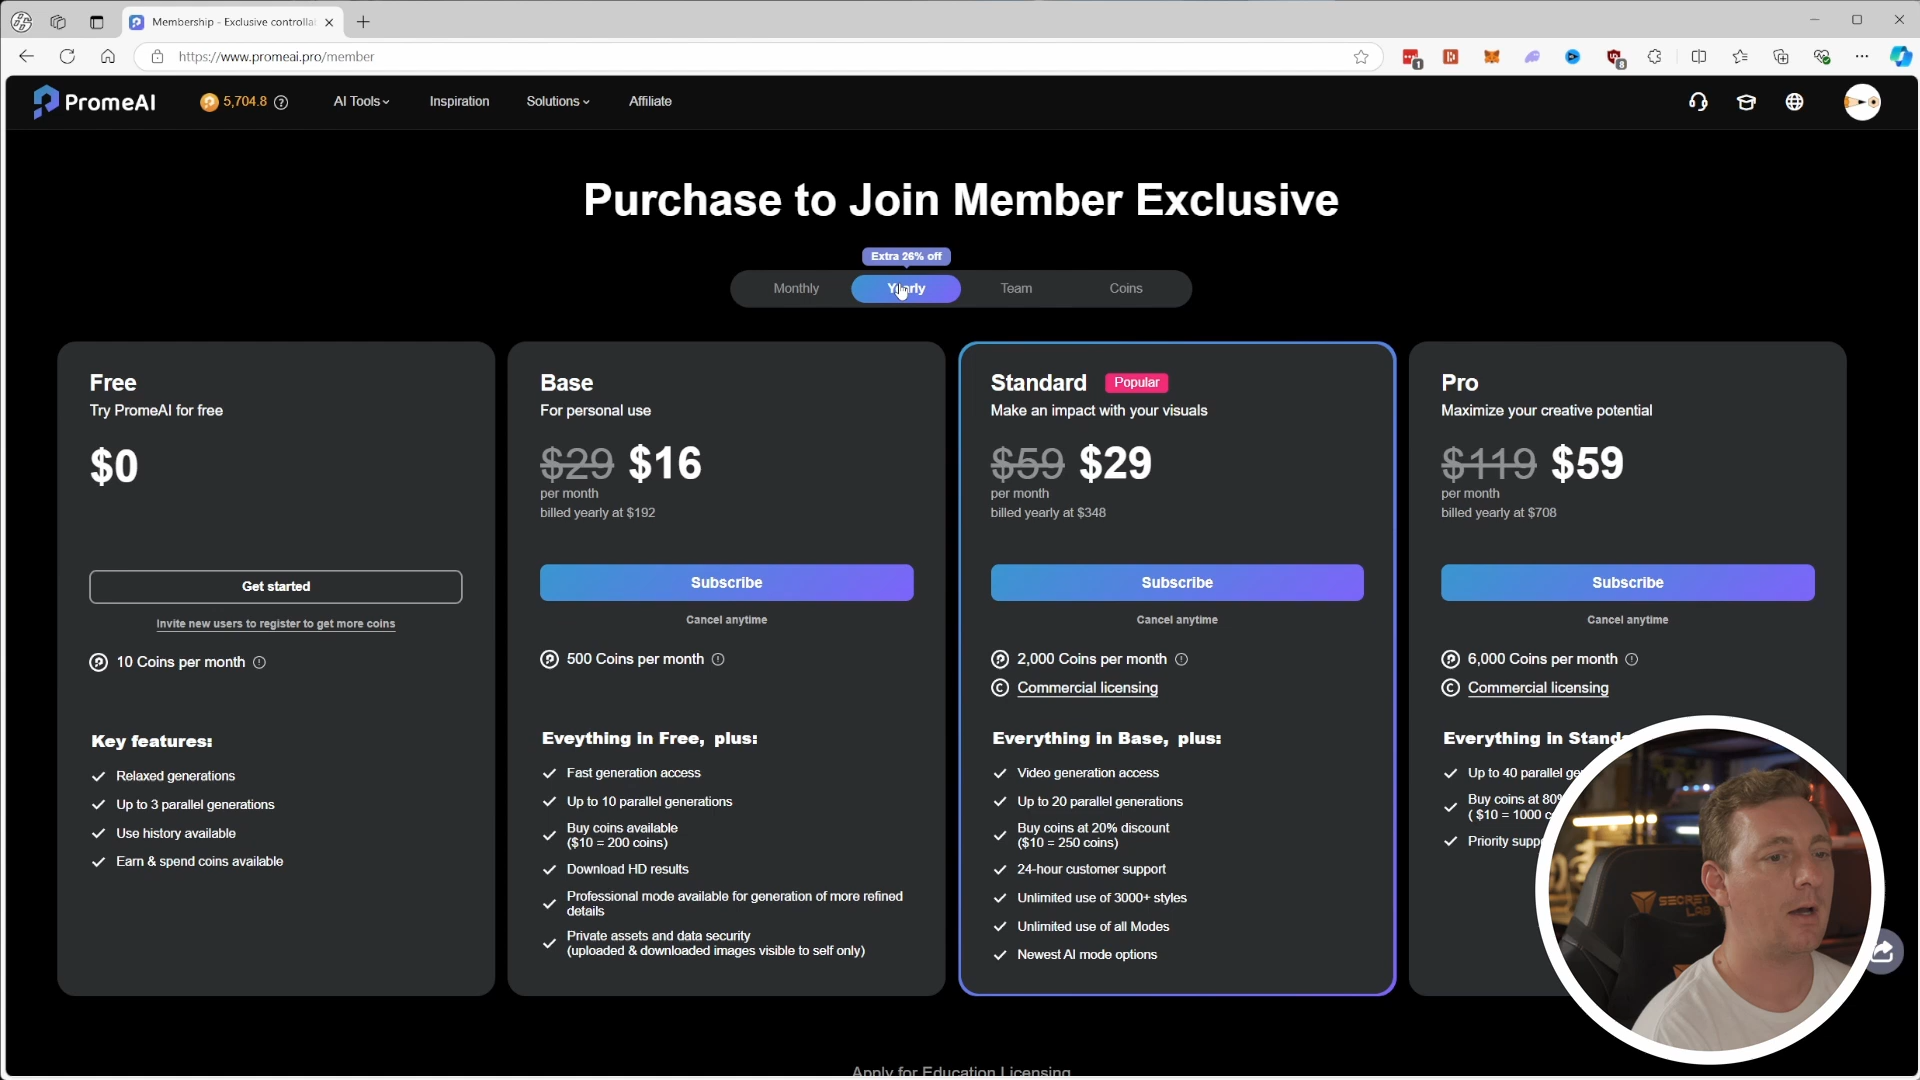 Membership - Exclusive controlla
https://www.promeai.pro/member
1
8
PromeAI
5,704.8
AI Tools
Inspiration
Solutions
Affiliate
Purchase to Join Member Exclusive
Extra 26% off
Monthly
Yearly
Team
Coins
Free
Try PromeAI for free
$0
Get started
Invite new users to register to get more coins
10 Coins per month
Key features:
Relaxed generations
Up to 3 parallel generations
Use history available
Earn & spend coins available
Base
For personal use
$29 $16
per month
billed yearly at $192
Subscribe
Cancel anytime
500 Coins per month
Eveything in Free, plus:
Fast generation access
Up to 10 parallel generations
Buy coins available
($10 = 200 coins)
Download HD results
Professional mode available for generation of more refined
details
Private assets and data security
(uploaded & downloaded images visible to self only)
Standard Popular
Make an impact with your visuals
$59 $29
per month
billed yearly at $348
Subscribe
Cancel anytime
2,000 Coins per month
Commercial licensing
Everything in Base, plus:
Video generation access
Up to 20 parallel generations
Buy coins at 20% discount
($10 = 250 coins)
24-hour customer support
Unlimited use of 3000+ styles
Unlimited use of all Modes
Newest AI mode options
Pro
Maximize your creative potential
$119 $59
per month
billed yearly at $708
Subscribe
Cancel anytime
6,000 Coins per month
Commercial licensing
Everything in Stand
Up to 40 parallel ge
Buy coins at 80%
( $10 = 1000 c
Priority supp
SECRET
LAB
Apply for Education Licensing